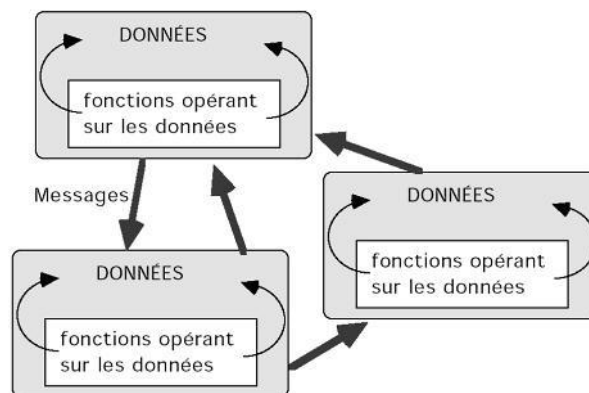 DONNÉES
fonctions opérant
sur les données
Messages
DONNÉES
fonctions opérant
sur les données
DONNÉES
fonctions opérant
sur les données